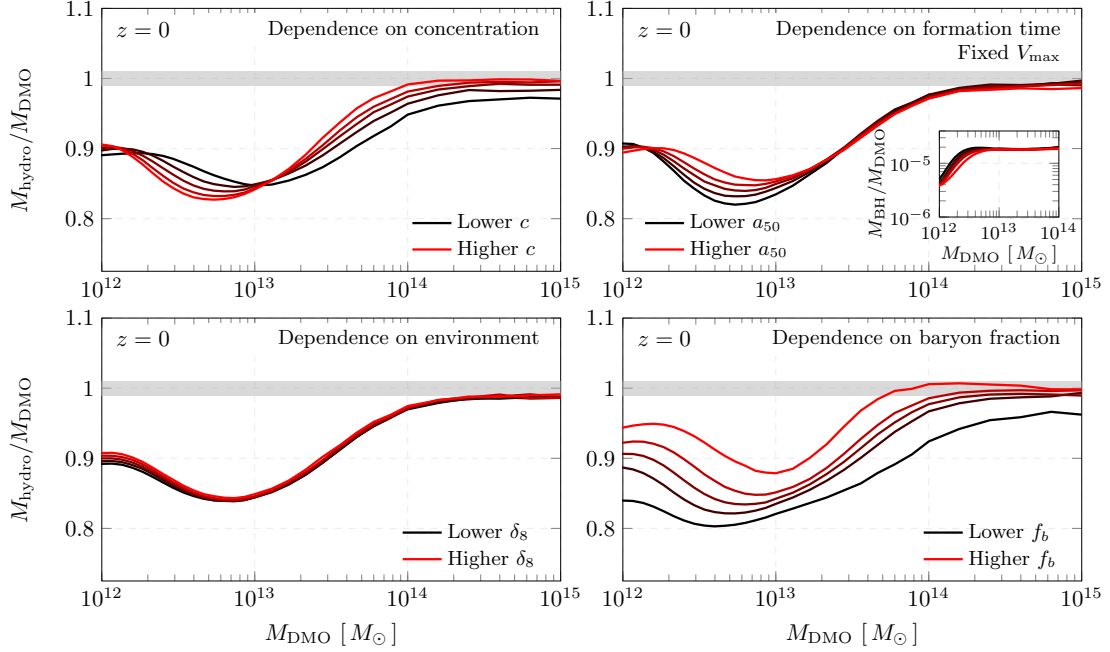 1.1
1
0.9
0.8
M_hydro/M_DMO
z = 0
Dependence on concentration
Lower c
Higher c
10^12
10^13
10^14
10^15
1.1
1
0.9
0.8
z = 0
Dependence on formation time
Fixed V_max
M_BH/M_DMO
10^−5
10^−6
10^12
10^13
10^14
M_DMO [M_⊙]
Lower a_50
Higher a_50
10^12
10^13
10^14
10^15
1.1
1
0.9
0.8
M_hydro/M_DMO
z = 0
Dependence on environment
Lower δ_8
Higher δ_8
10^12
10^13
10^14
10^15
M_DMO [M_⊙]
1.1
1
0.9
0.8
z = 0
Dependence on baryon fraction
Lower f_b
Higher f_b
10^12
10^13
10^14
10^15
M_DMO [M_⊙]